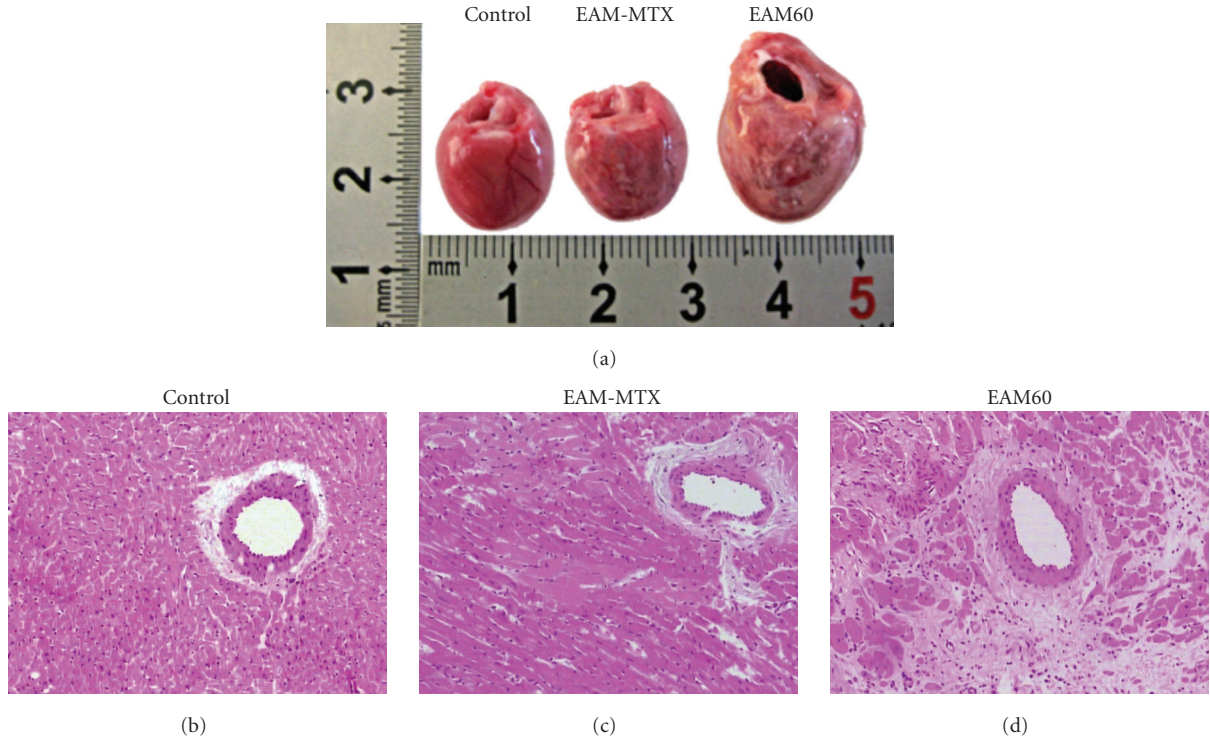 Control EAM-MTX EAM60
3
2
1
mm
mm
1 2 3 4 5
(a)
Control EAM-MTX EAM60
(b) (c) (d)